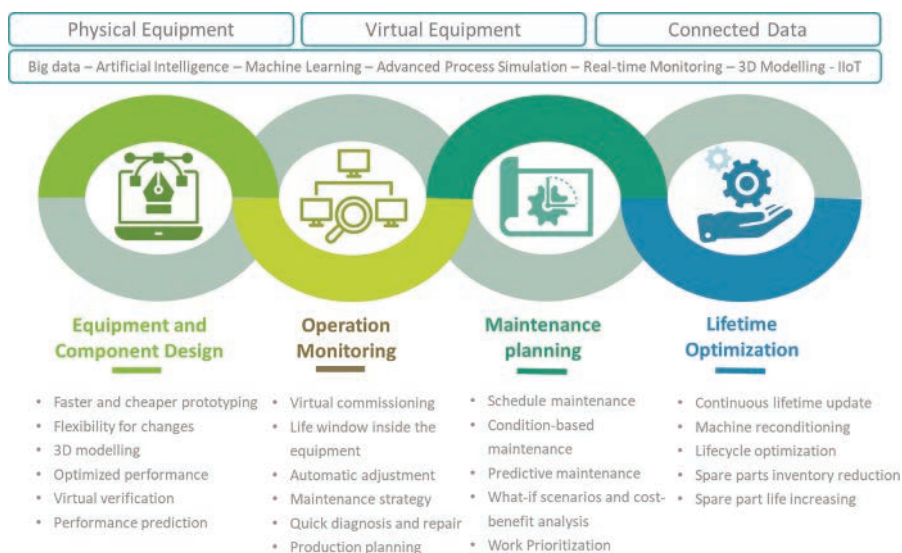 Physical Equipment
Virtual Equipment
Connected Data
Big data – Artificial Intelligence – Machine Learning – Advanced Process Simulation – Real-time Monitoring – 3D Modelling - IIoT
Equipment and
Component Design
• Faster and cheaper prototyping
• Flexibility for changes
• 3D modelling
• Optimized performance
• Virtual verification
• Performance prediction
Operation
Monitoring
• Virtual commissioning
• Life window inside the
equipment
• Automatic adjustment
• Maintenance strategy
• Quick diagnosis and repair
• Production planning
Maintenance
planning
• Schedule maintenance
• Condition-based
maintenance
• Predictive maintenance
• What-if scenarios and cost-
benefit analysis
• Work Prioritization
Lifetime
Optimization
• Continuous lifetime update
• Machine reconditioning
• Lifecycle optimization
• Spare parts inventory reduction
• Spare part life increasing